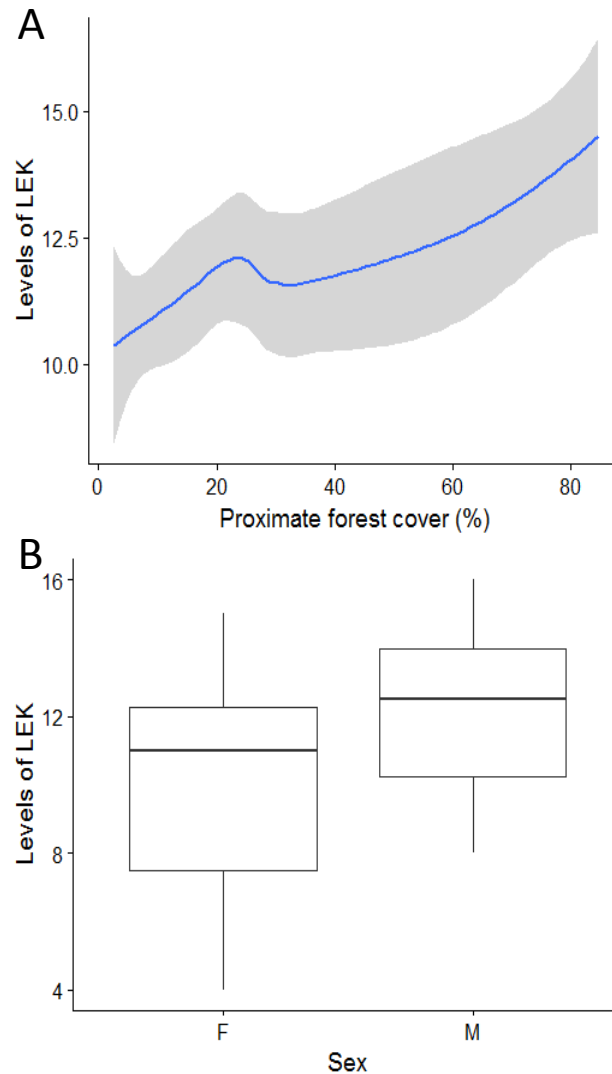 A
15.0
12.5
10.0
Levels of LEK
0 20 40 60 80
Proximate forest cover (%)
B
16
12
8
4
Levels of LEK
F M
Sex